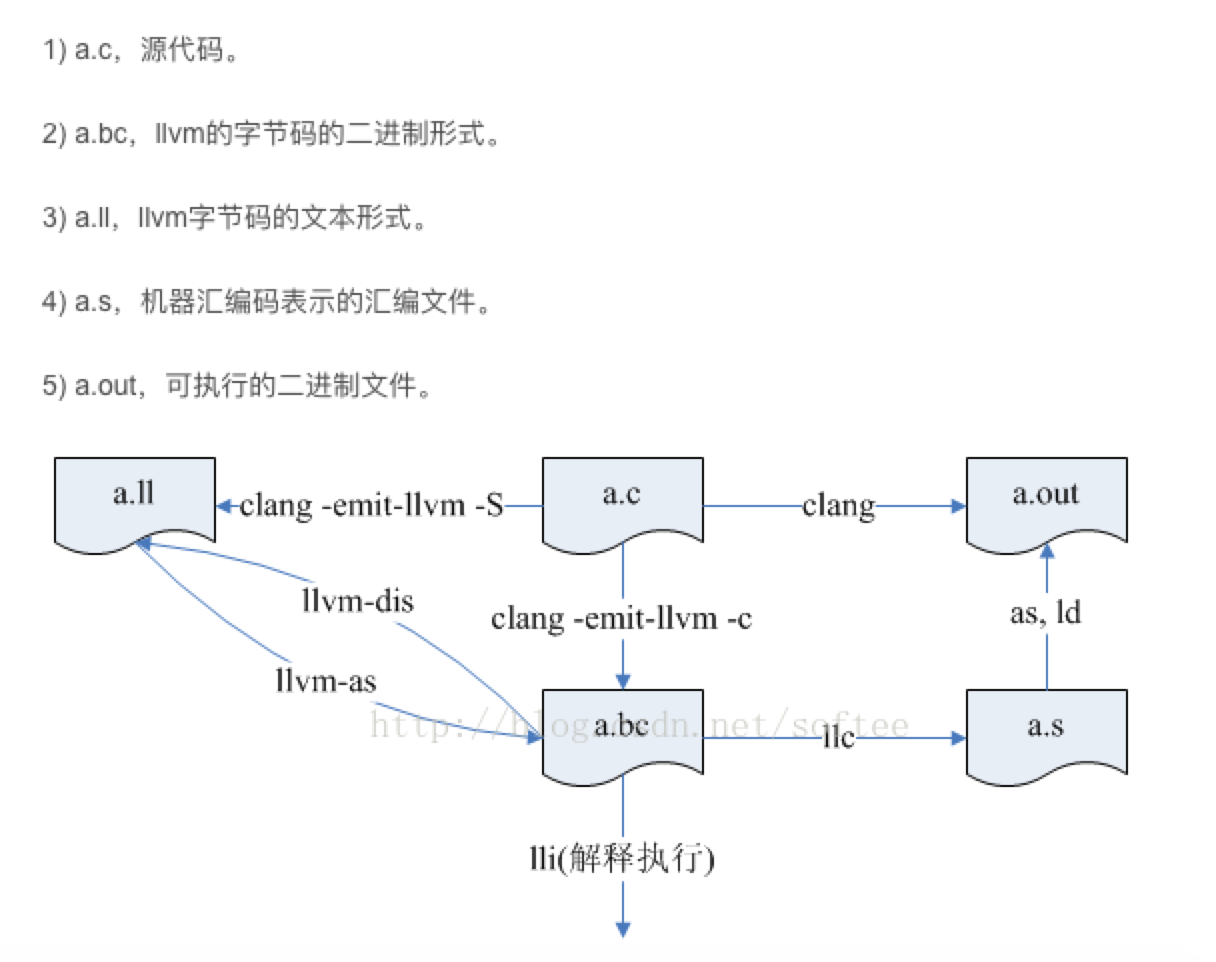 1) a.c，源代码。
2) a.bc，llvm的字节码的二进制形式。
3) a.ll，llvm字节码的文本形式。
4) a.s，机器汇编码表示的汇编文件。
5) a.out，可执行的二进制文件。
a.ll
clang -emit-llvm -S
a.c
clang
a.out
llvm-dis
clang -emit-llvm -c
as, ld
llvm-as
http://blog.csdn.net/softee
a.bc
llc
a.s
lli(解释执行)